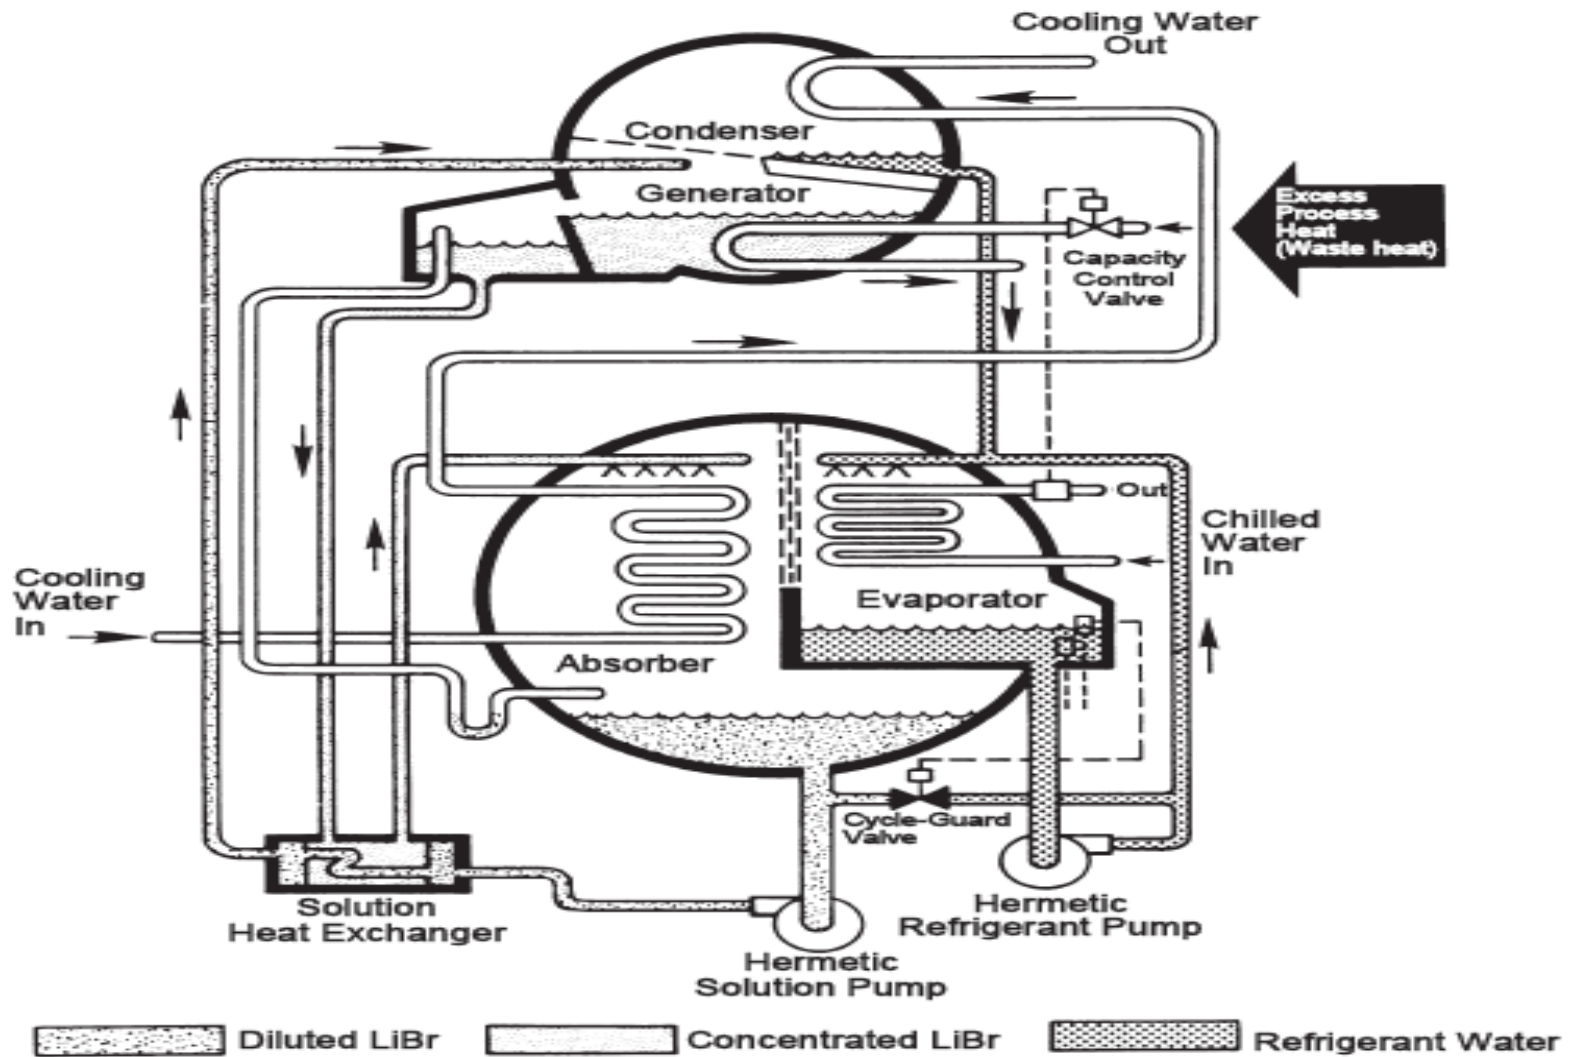 Cooling Water
Out
Condenser
Generator
Excess
Process
Heat
(Waste heat)
Capacity
Control
Valve
Out
Chilled
Water
In
Cooling
Water
In
Evaporator
Absorber
Cycle-Guard
Valve
Solution
Heat Exchanger
Hermetic
Refrigerant Pump
Hermetic
Solution Pump
Diluted LiBr
Concentrated LiBr
Refrigerant Water